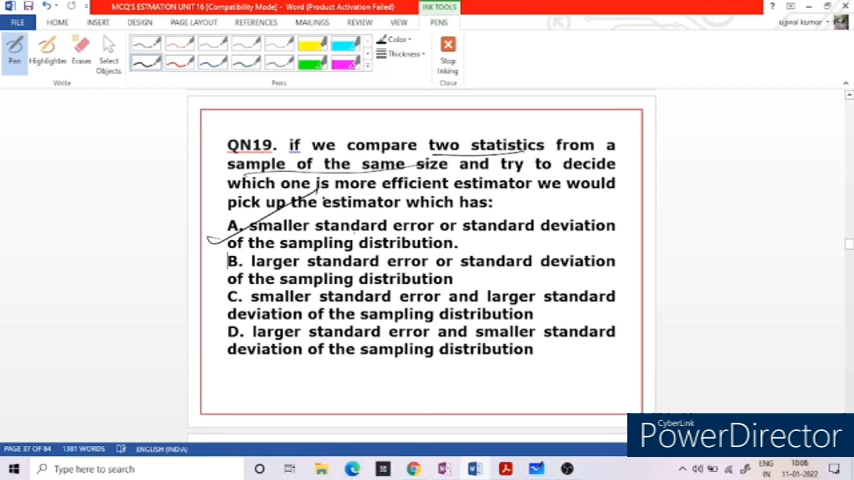 MCQ'S ESTMATION UNIT 16 [Compatibility Mode] - Word (Product Activation Failed)
INK TOOLS
FILE HOME INSERT DESIGN PAGE LAYOUT REFERENCES MAILINGS REVIEW VIEW PENS
ujjwal kumar
Pen Highlighter Eraser Select Objects
Color
Thickness
Stop Inking
Write Pens Close
QN19. if we compare two statistics from a
sample of the same size and try to decide
which one is more efficient estimator we would
pick up the estimator which has:
A. smaller standard error or standard deviation
of the sampling distribution.
B. larger standard error or standard deviation
of the sampling distribution
C. smaller standard error and larger standard
deviation of the sampling distribution
D. larger standard error and smaller standard
deviation of the sampling distribution
CyberLink
PowerDirector
PAGE 37 OF 84 1381 WORDS ENGLISH (INDIA)
Type here to search
ENG
IN
10:06
11-01-2022